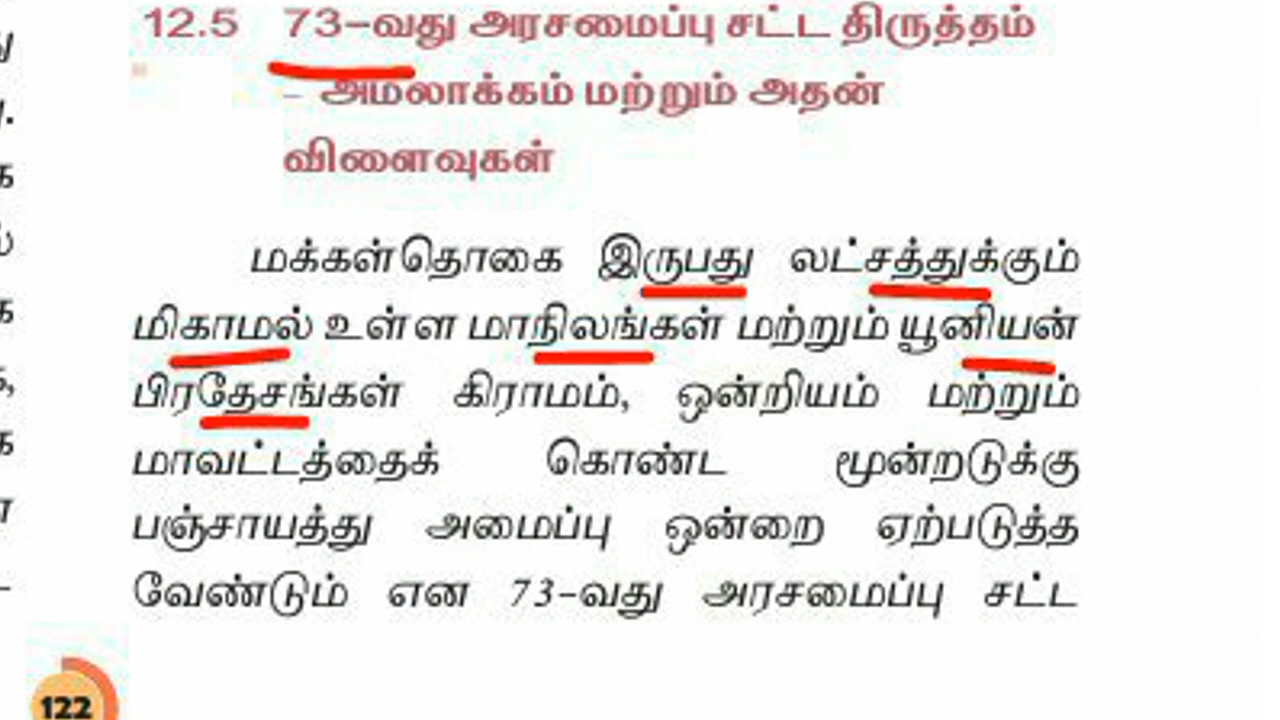 12.5 73-வது அரசமைப்பு சட்ட திருத்தம்
- அமலாக்கம் மற்றும் அதன்
விளைவுகள்
மக்கள்தொகை இருபது லட்சத்துக்கும்
மிகாமல் உள்ள மாநிலங்கள் மற்றும் யூனியன்
பிரதேசங்கள் கிராமம், ஒன்றியம் மற்றும்
மாவட்டத்தைக் கொண்ட மூன்றடுக்கு
பஞ்சாயத்து அமைப்பு ஒன்றை ஏற்படுத்த
வேண்டும் என 73-வது அரசமைப்பு சட்ட
122